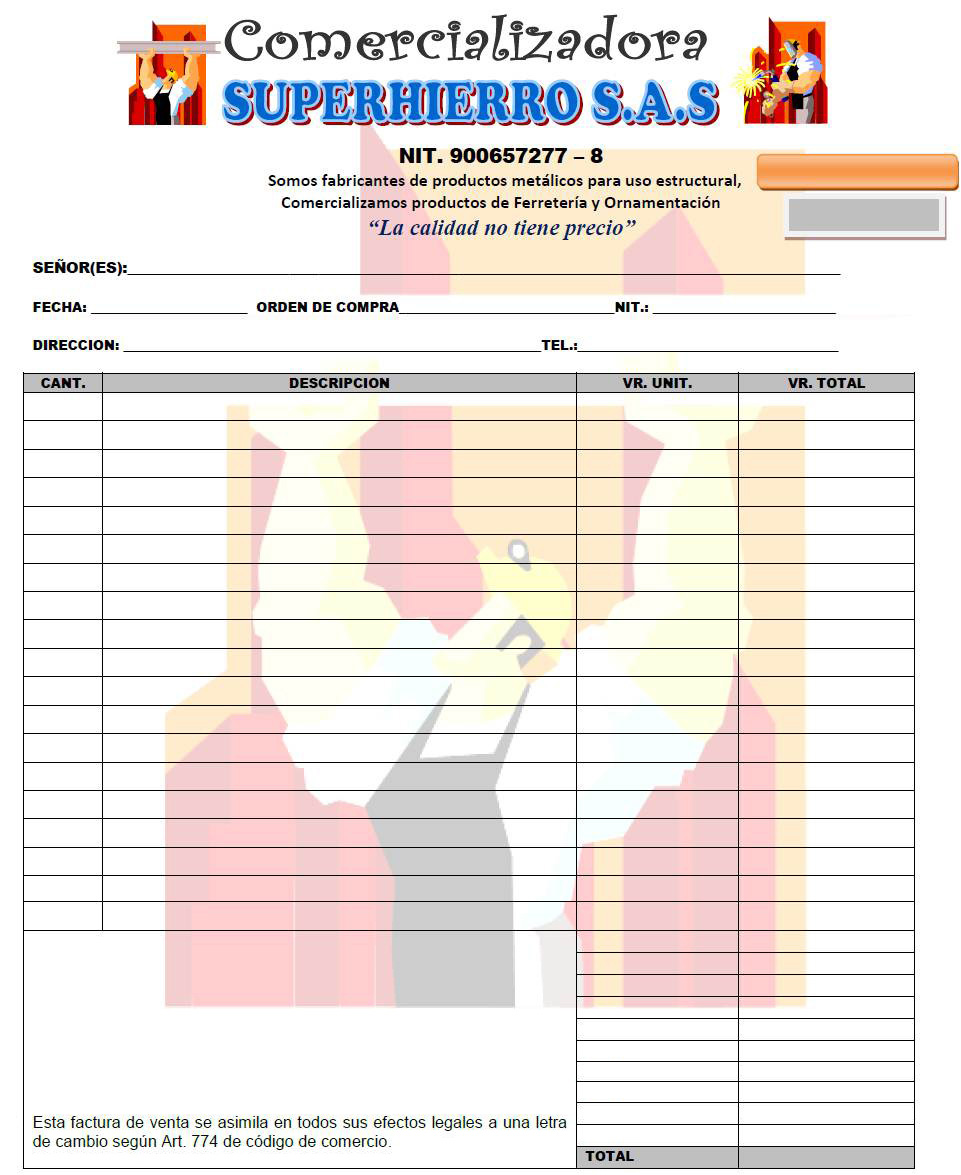 Comercializadora
SUPERHIERRO S.A.S
NIT. 900657277 – 8
Somos fabricantes de productos metálicos para uso estructural,
Comercializamos productos de Ferretería y Ornamentación
“La calidad no tiene precio”
SEÑOR(ES):
FECHA: ORDEN DE COMPRA NIT.:
DIRECCION: TEL.:
CANT. DESCRIPCION VR. UNIT. VR. TOTAL
Esta factura de venta se asimila en todos sus efectos legales a una letra
de cambio según Art. 774 de código de comercio.
TOTAL